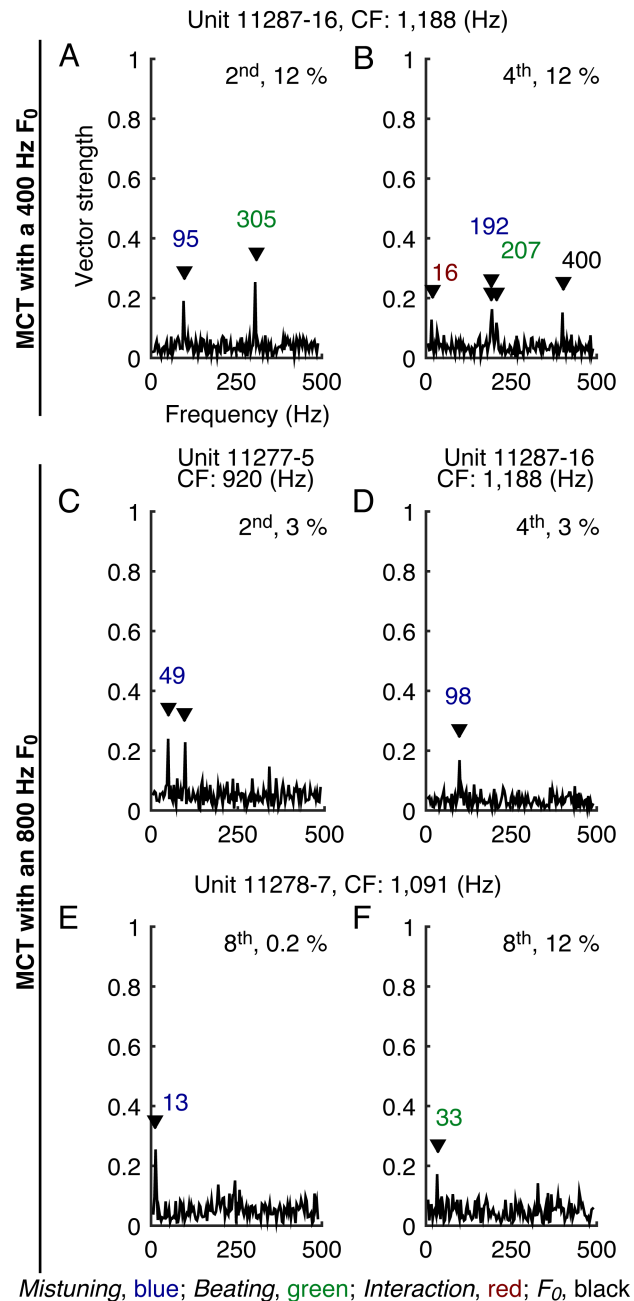 Unit 11287-16, CF: 1,188 (Hz)
MCT with a 400 Hz F0
A
2nd, 12 %
B
4th, 12 %
Vector strength
1
0.8
0.6
0.4
0.2
0
95
305
0
250
500
Frequency (Hz)
1
0.8
0.6
0.4
0.2
0
16
192
207
400
0
250
500
MCT with an 800 Hz F0
Unit 11277-5
CF: 920 (Hz)
C
2nd, 3 %
1
0.8
0.6
0.4
0.2
0
49
0
250
500
Unit 11287-16
CF: 1,188 (Hz)
D
4th, 3 %
1
0.8
0.6
0.4
0.2
0
98
0
250
500
Unit 11278-7, CF: 1,091 (Hz)
E
8th, 0.2 %
1
0.8
0.6
0.4
0.2
0
13
0
250
500
F
8th, 12 %
1
0.8
0.6
0.4
0.2
0
33
0
250
500
Mistuning, blue; Beating, green; Interaction, red; F0, black